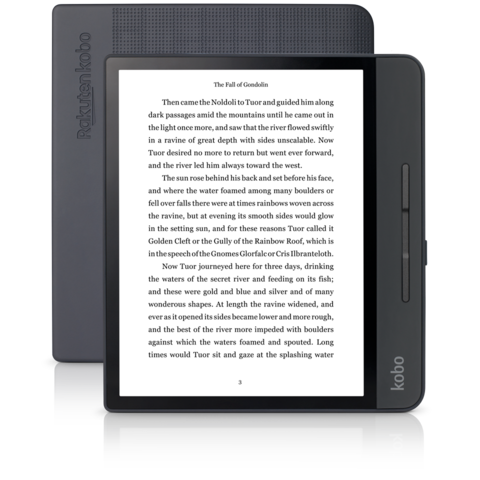 Rakuten kobo
The Fall of Gondolin
Then came the Noldoli to Tuor and guided him along
dark passages amid the mountains until he came out in
the light once more, and saw that the river flowed swiftly
in a ravine of great depth with sides unscalable. Now
Tuor desired no more to return but went ever forward,
and the river led him always toward the west.
The sun rose behind his back and set before his face,
and where the water foamed among many boulders or
fell over falls there were at times rainbows woven across
the ravine, but at evening its smooth sides would glow
in the setting sun, and for these reasons Tuor called it
Golden Cleft or the Gully of the Rainbow Roof, which is
in the speech of the Gnomes Glorfalc or Cris Ilbranteloth.
Now Tuor journeyed here for three days, drinking
the waters of the secret river and feeding on its fish;
and these were gold and blue and silver and of many
wonderous shapes. At length the ravine widened, and
ever as it opened its sides became lower and more rough,
and the best of the river more impeded with boulders
against which the waters foamed and spouted. Long
times would Tuor sit and gaze at the splashing water
3
kobo